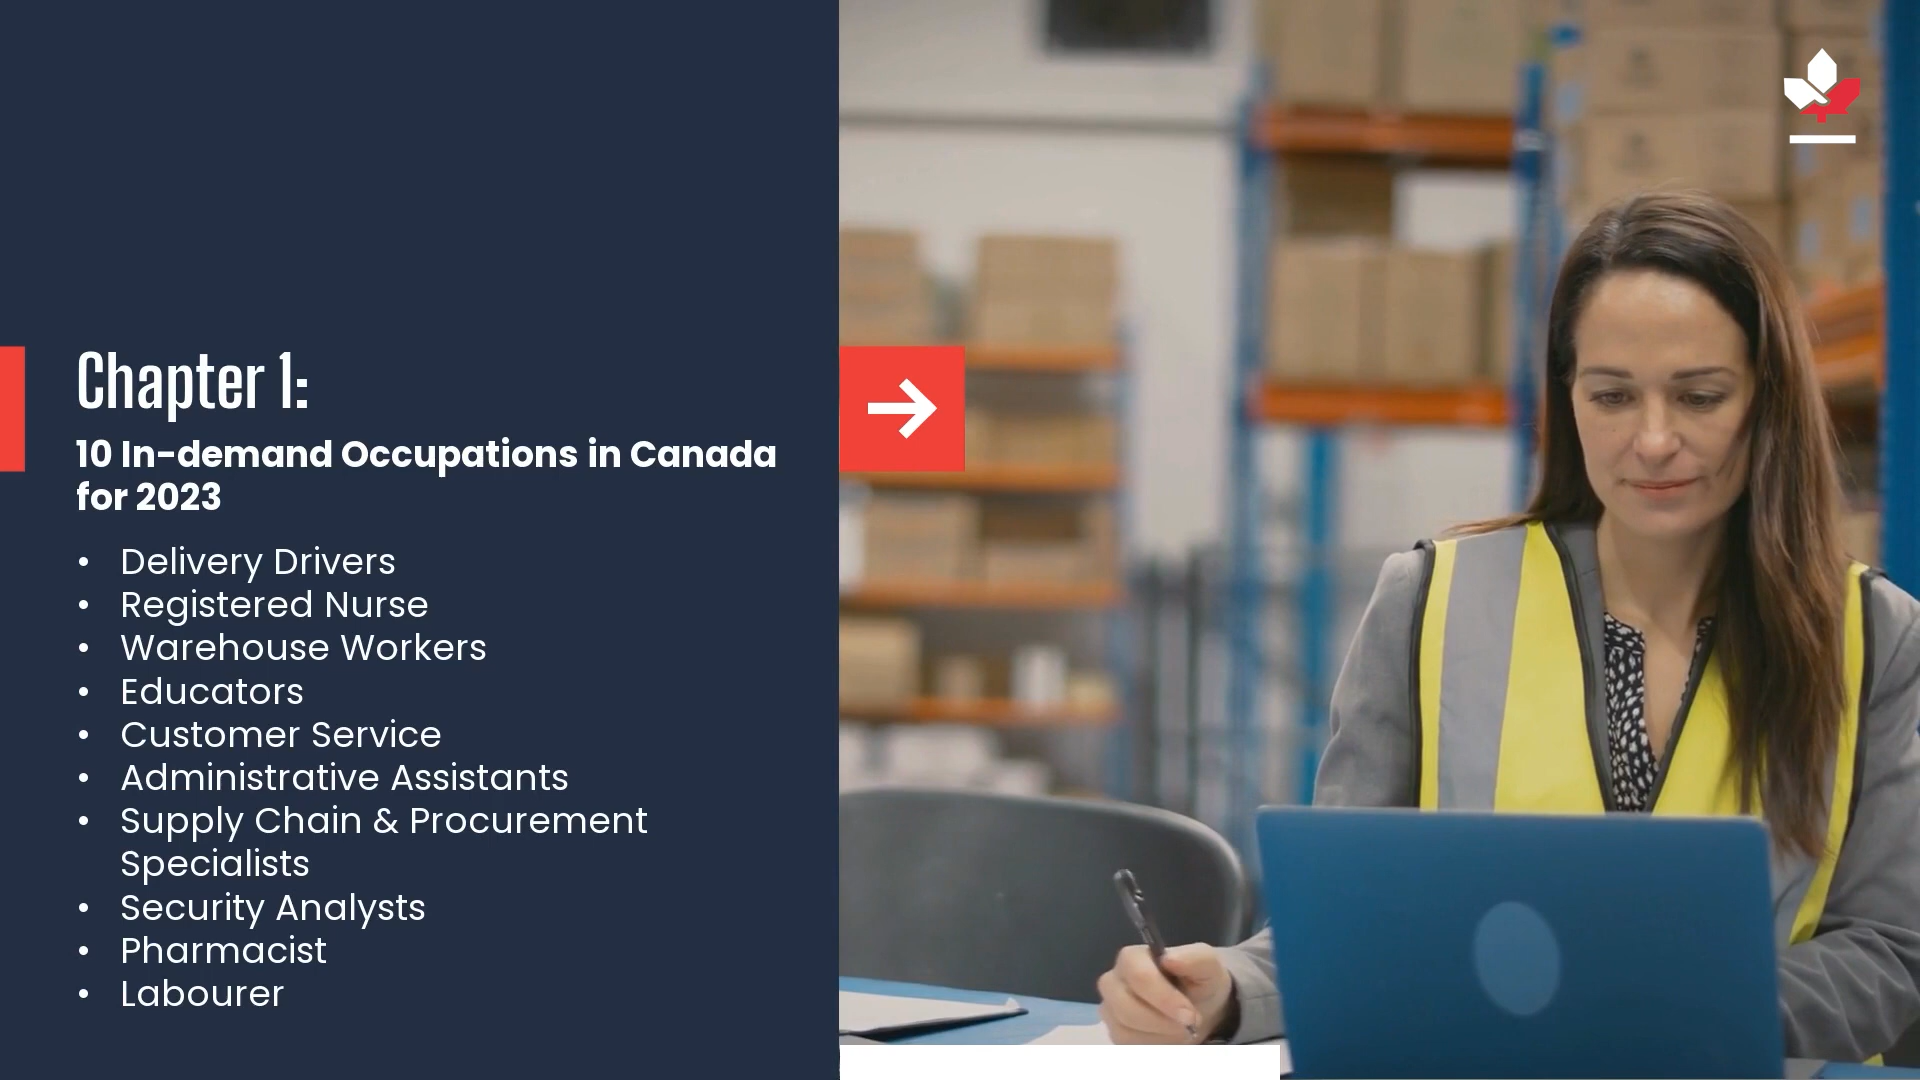 Chapter 1:
10 In-demand Occupations in Canada
for 2023
• Delivery Drivers
• Registered Nurse
• Warehouse Workers
• Educators
• Customer Service
• Administrative Assistants
• Supply Chain & Procurement
Specialists
• Security Analysts
• Pharmacist
• Labourer